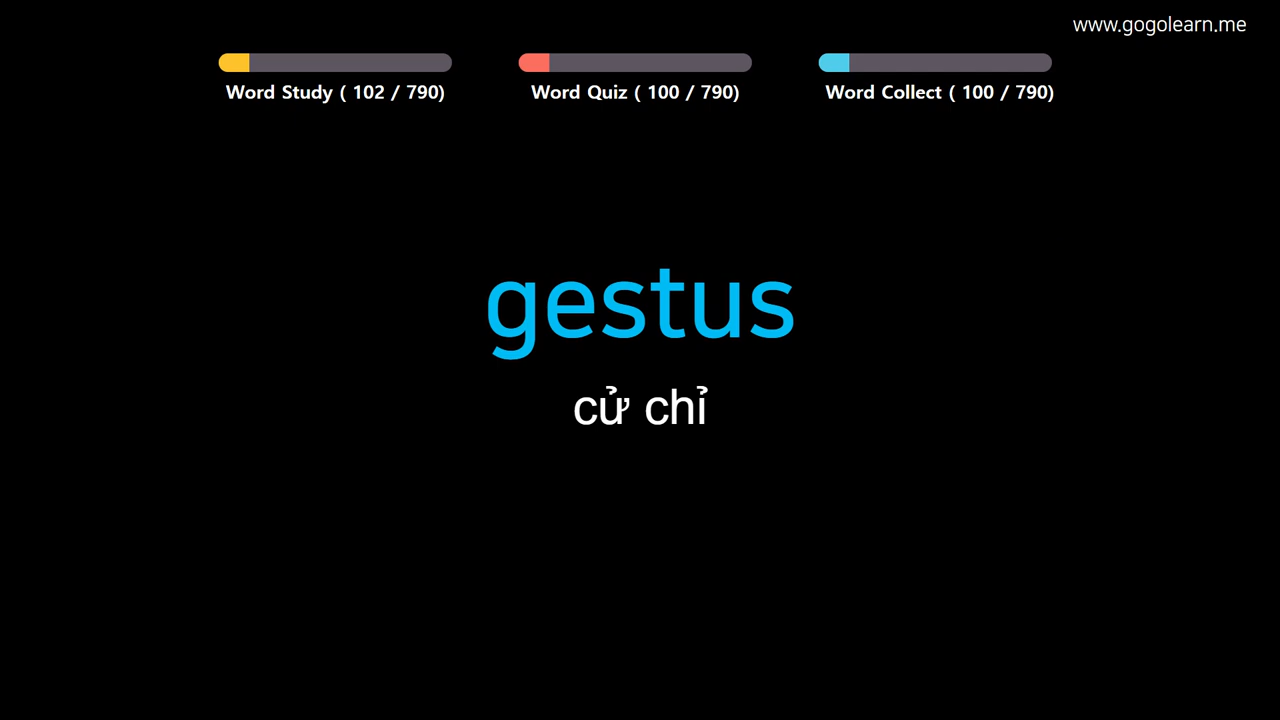 www.gogolearn.me
Word Study ( 102 / 790)
Word Quiz ( 100 / 790)
Word Collect ( 100 / 790)
gestus
cử chỉ